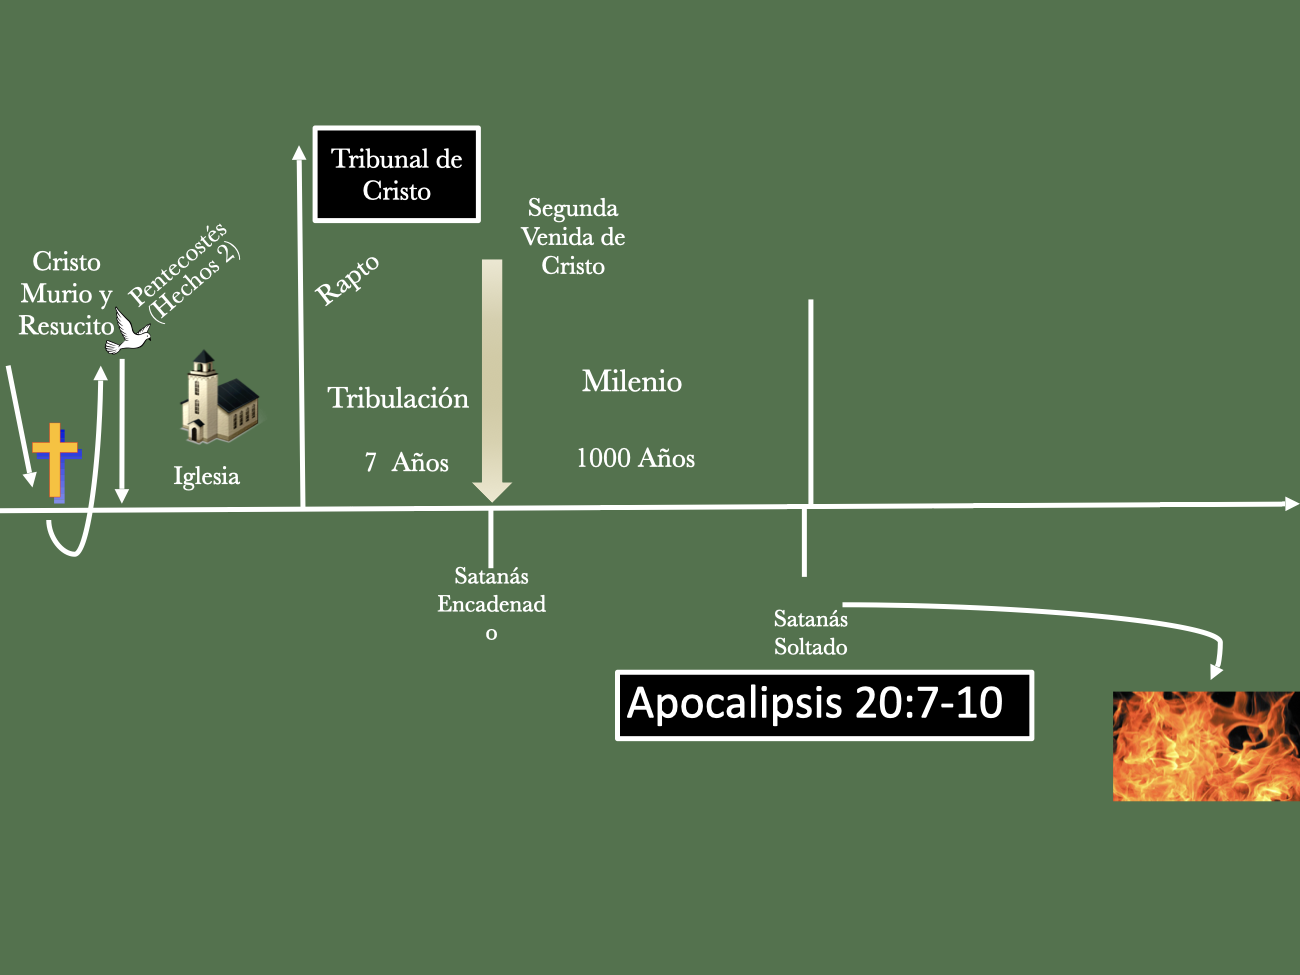 Tribunal de
Cristo
Segunda
Venida de
Cristo
Cristo
Murio y
Resucito
Pentecostés
(Hechos 2)
Rapto
Tribulación
7 Años
Milenio
1000 Años
Iglesia
Satanás
Encadenad
o
Satanás
Soltado
Apocalipsis 20:7-10